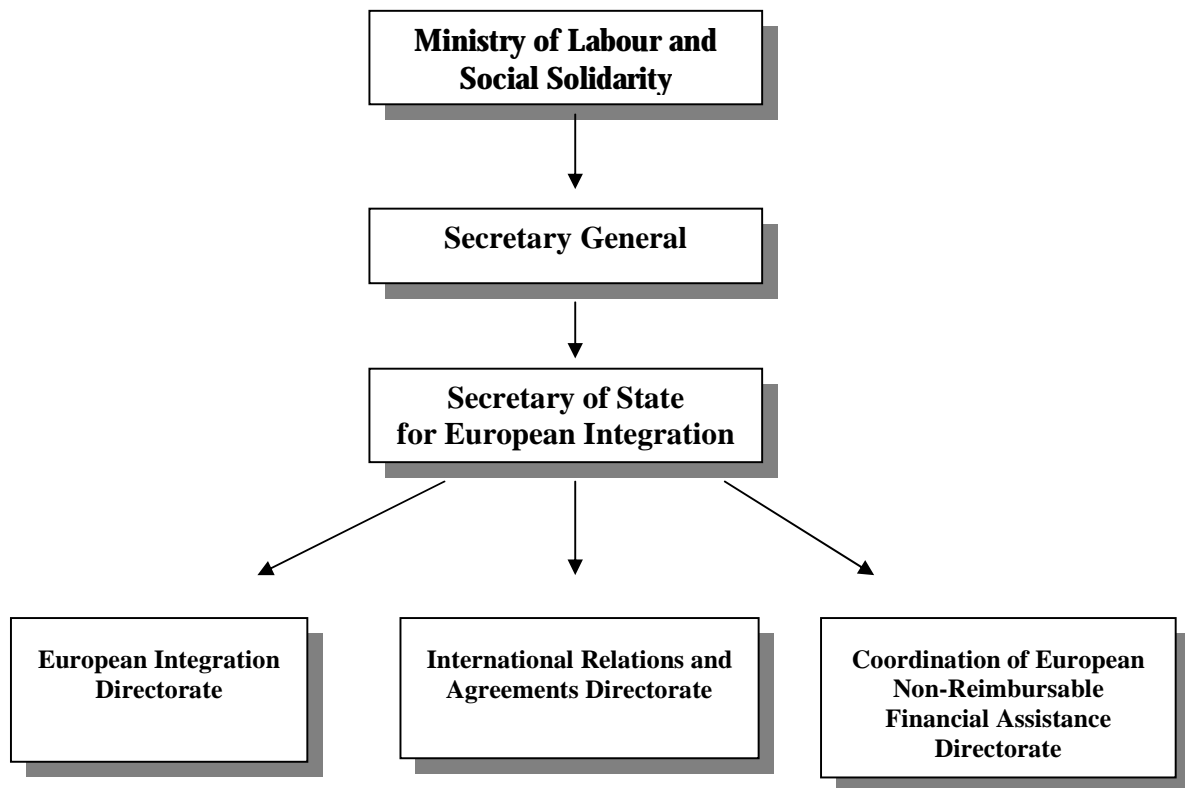 Ministry of Labour and
Social Solidarity
Secretary General
Secretary of State
for European Integration
European Integration
Directorate
International Relations and
Agreements Directorate
Coordination of European
Non-Reimbursable
Financial Assistance
Directorate